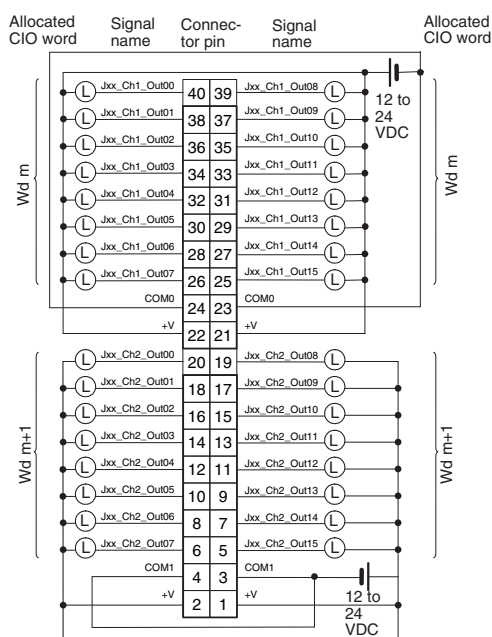 Allocated CIO word
Signal name
Connec-tor pin
Signal name
Allocated CIO word
12 to 24 VDC
Wd m
Wd m
Jxx_Ch1_Out00 40 39 Jxx_Ch1_Out08
L L
Jxx_Ch1_Out01 38 37 Jxx_Ch1_Out09
L L
Jxx_Ch1_Out02 36 35 Jxx_Ch1_Out10
L L
Jxx_Ch1_Out03 34 33 Jxx_Ch1_Out11
L L
Jxx_Ch1_Out04 32 31 Jxx_Ch1_Out12
L L
Jxx_Ch1_Out05 30 29 Jxx_Ch1_Out13
L L
Jxx_Ch1_Out06 28 27 Jxx_Ch1_Out14
L L
Jxx_Ch1_Out07 26 25 Jxx_Ch1_Out15
L L
COM0 24 23 COM0
+V 22 21 +V
Wd m+1
Wd m+1
Jxx_Ch2_Out00 20 19 Jxx_Ch2_Out08
L L
Jxx_Ch2_Out01 18 17 Jxx_Ch2_Out09
L L
Jxx_Ch2_Out02 16 15 Jxx_Ch2_Out10
L L
Jxx_Ch2_Out03 14 13 Jxx_Ch2_Out11
L L
Jxx_Ch2_Out04 12 11 Jxx_Ch2_Out12
L L
Jxx_Ch2_Out05 10 9 Jxx_Ch2_Out13
L L
Jxx_Ch2_Out06 8 7 Jxx_Ch2_Out14
L L
Jxx_Ch2_Out07 6 5 Jxx_Ch2_Out15
L L
COM1 4 3 COM1
+V 2 1 +V
12 to 24 VDC